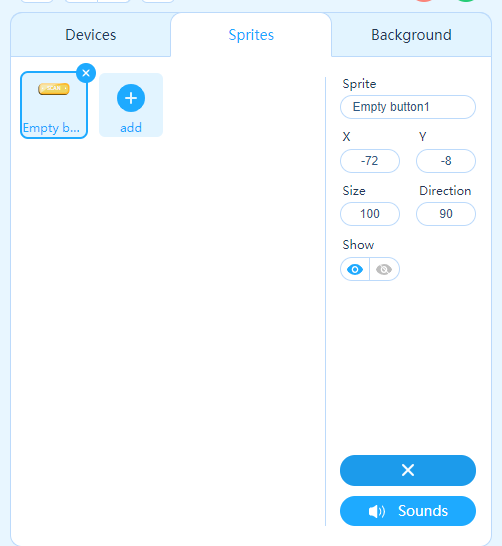 Devices
Sprites
Background
Empty b...
add
Sprite
Empty button1
X
Y
-72
-8
Size
Direction
100
90
Show
Sounds